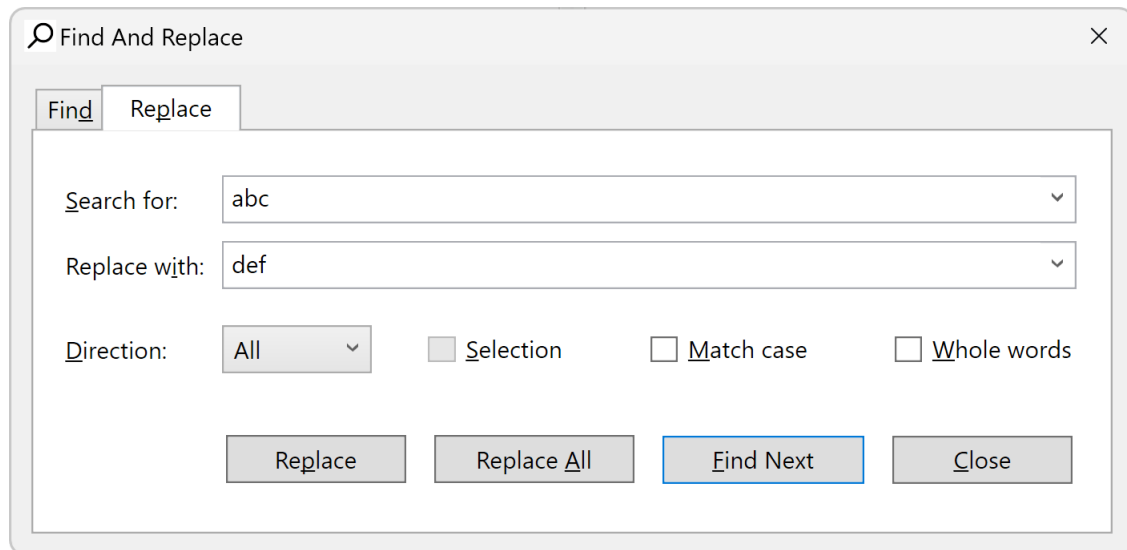 Find And Replace
Find Replace
Search for: abc
Replace with: def
Direction: All Selection Match case Whole words
Replace Replace All Find Next Close